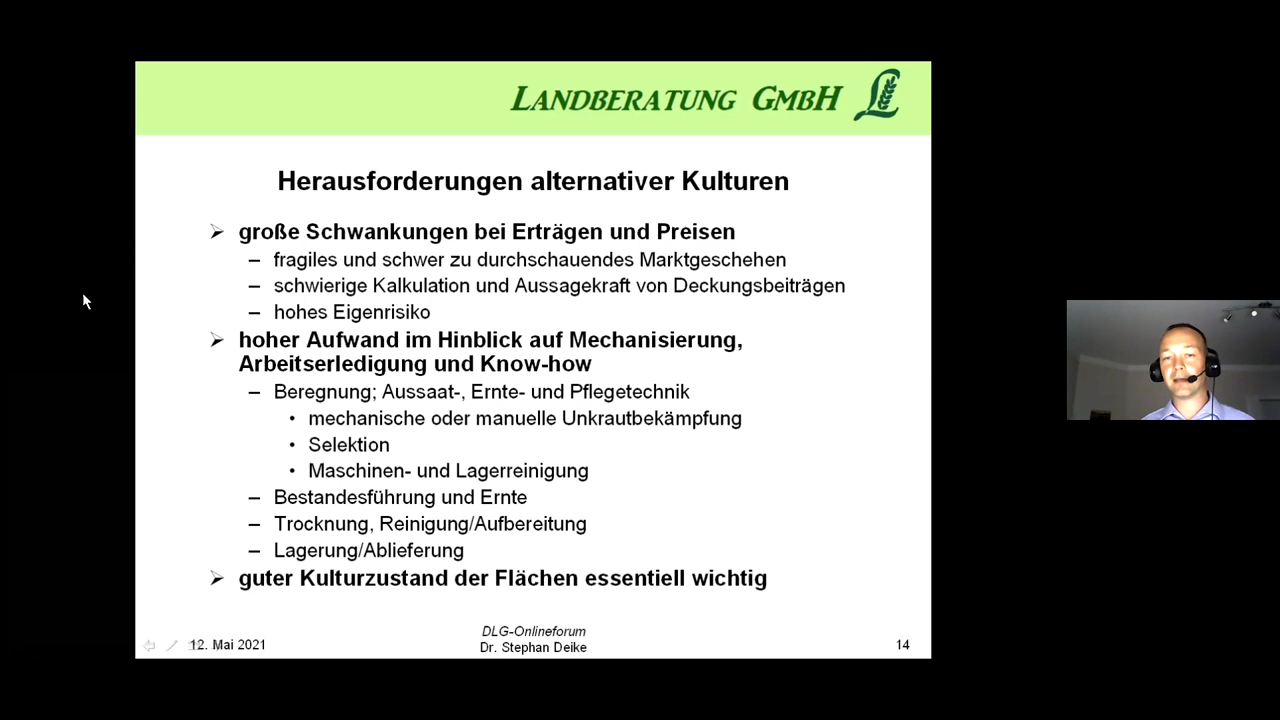 LANDBERATUNG GMBH
Herausforderungen alternativer Kulturen
➢ große Schwankungen bei Erträgen und Preisen
– fragiles und schwer zu durchschauendes Marktgeschehen
– schwierige Kalkulation und Aussagekraft von Deckungsbeiträgen
– hohes Eigenrisiko
➢ hoher Aufwand im Hinblick auf Mechanisierung,
Arbeitserledigung und Know-how
– Beregnung; Aussaat-, Ernte- und Pflegetechnik
• mechanische oder manuelle Unkrautbekämpfung
• Selektion
• Maschinen- und Lagerreinigung
– Bestandesführung und Ernte
– Trocknung, Reinigung/Aufbereitung
– Lagerung/Ablieferung
➢ guter Kulturzustand der Flächen essentiell wichtig
12. Mai 2021
DLG-Onlineforum
Dr. Stephan Deike
14